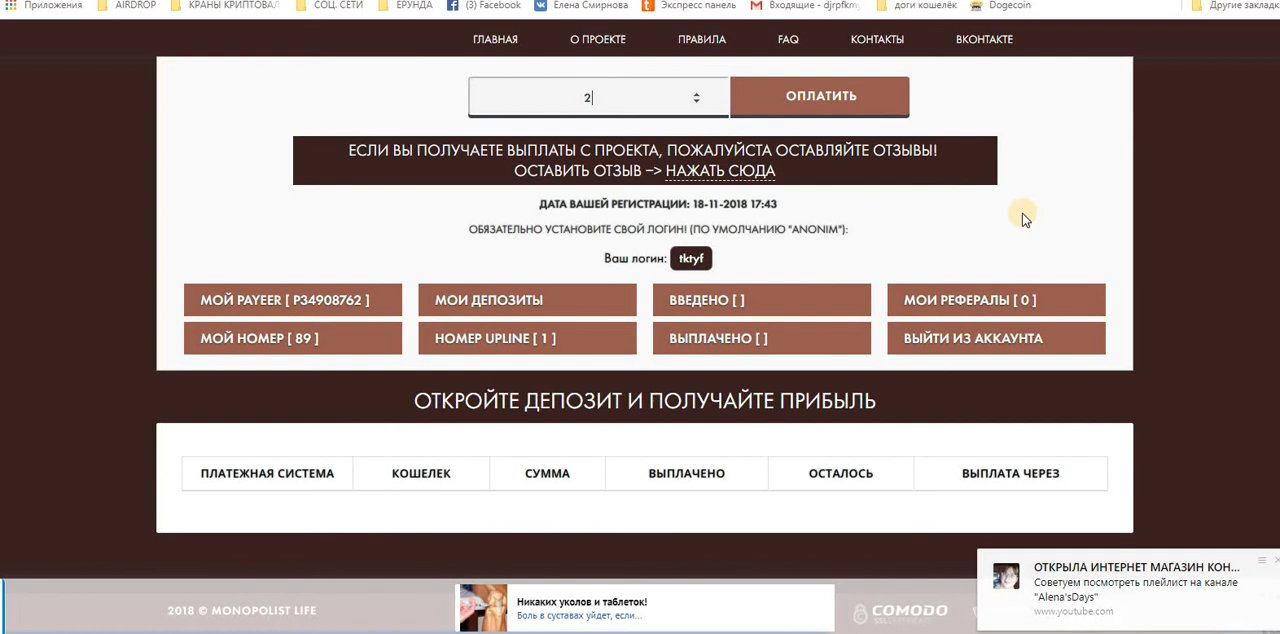 Приложения AIRDROP КРАНЫ КРИПТОВАЛ СОЦ. СЕТИ ЕРУНДА (3) Facebook Елена Смирнова Экспресс панель Входящие - djrpfkmy доги кошелёк Dogecoin Другие закладк
ГЛАВНАЯ О ПРОЕКТЕ ПРАВИЛА FAQ КОНТАКТЫ ВКОНТАКТЕ
2 ОПЛАТИТЬ
ЕСЛИ ВЫ ПОЛУЧАЕТЕ ВЫПЛАТЫ С ПРОЕКТА, ПОЖАЛУЙСТА ОСТАВЛЯЙТЕ ОТЗЫВЫ!
ОСТАВИТЬ ОТЗЫВ —> НАЖАТЬ СЮДА
ДАТА ВАШЕЙ РЕГИСТРАЦИИ: 18-11-2018 17:43
ОБЯЗАТЕЛЬНО УСТАНОВИТЕ СВОЙ ЛОГИН! (ПО УМОЛЧАНИЮ "ANONIM"):
Ваш логин: tktyf
МОЙ PAYEER [ P34908762 ] МОИ ДЕПОЗИТЫ ВВЕДЕНО [ ] МОИ РЕФЕРАЛЫ [ 0 ]
МОЙ НОМЕР [ 89 ] НОМЕР UPLINE [ 1 ] ВЫПЛАЧЕНО [ ] ВЫЙТИ ИЗ АККАУНТА
ОТКРОЙТЕ ДЕПОЗИТ И ПОЛУЧАЙТЕ ПРИБЫЛЬ
ПЛАТЕЖНАЯ СИСТЕМА КОШЕЛЕК СУММА ВЫПЛАЧЕНО ОСТАЛОСЬ ВЫПЛАТА ЧЕРЕЗ
ОТКРЫЛА ИНТЕРНЕТ МАГАЗИН КОН...
Советуем посмотреть плейлист на канале
"Alena'sDays"
www.youtube.com
2018 © MONOPOLIST LIFE
Никаких уколов и таблеток!
Боль в суставах уйдет, если...
COMODO